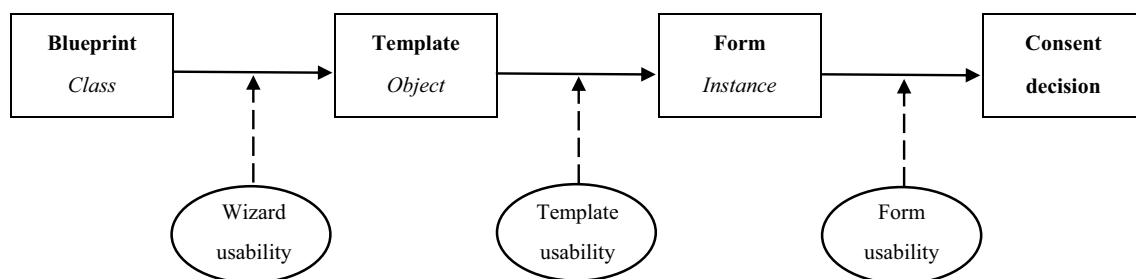 Blueprint
Class
Template
Object
Form
Instance
Consent
decision
Wizard
usability
Template
usability
Form
usability